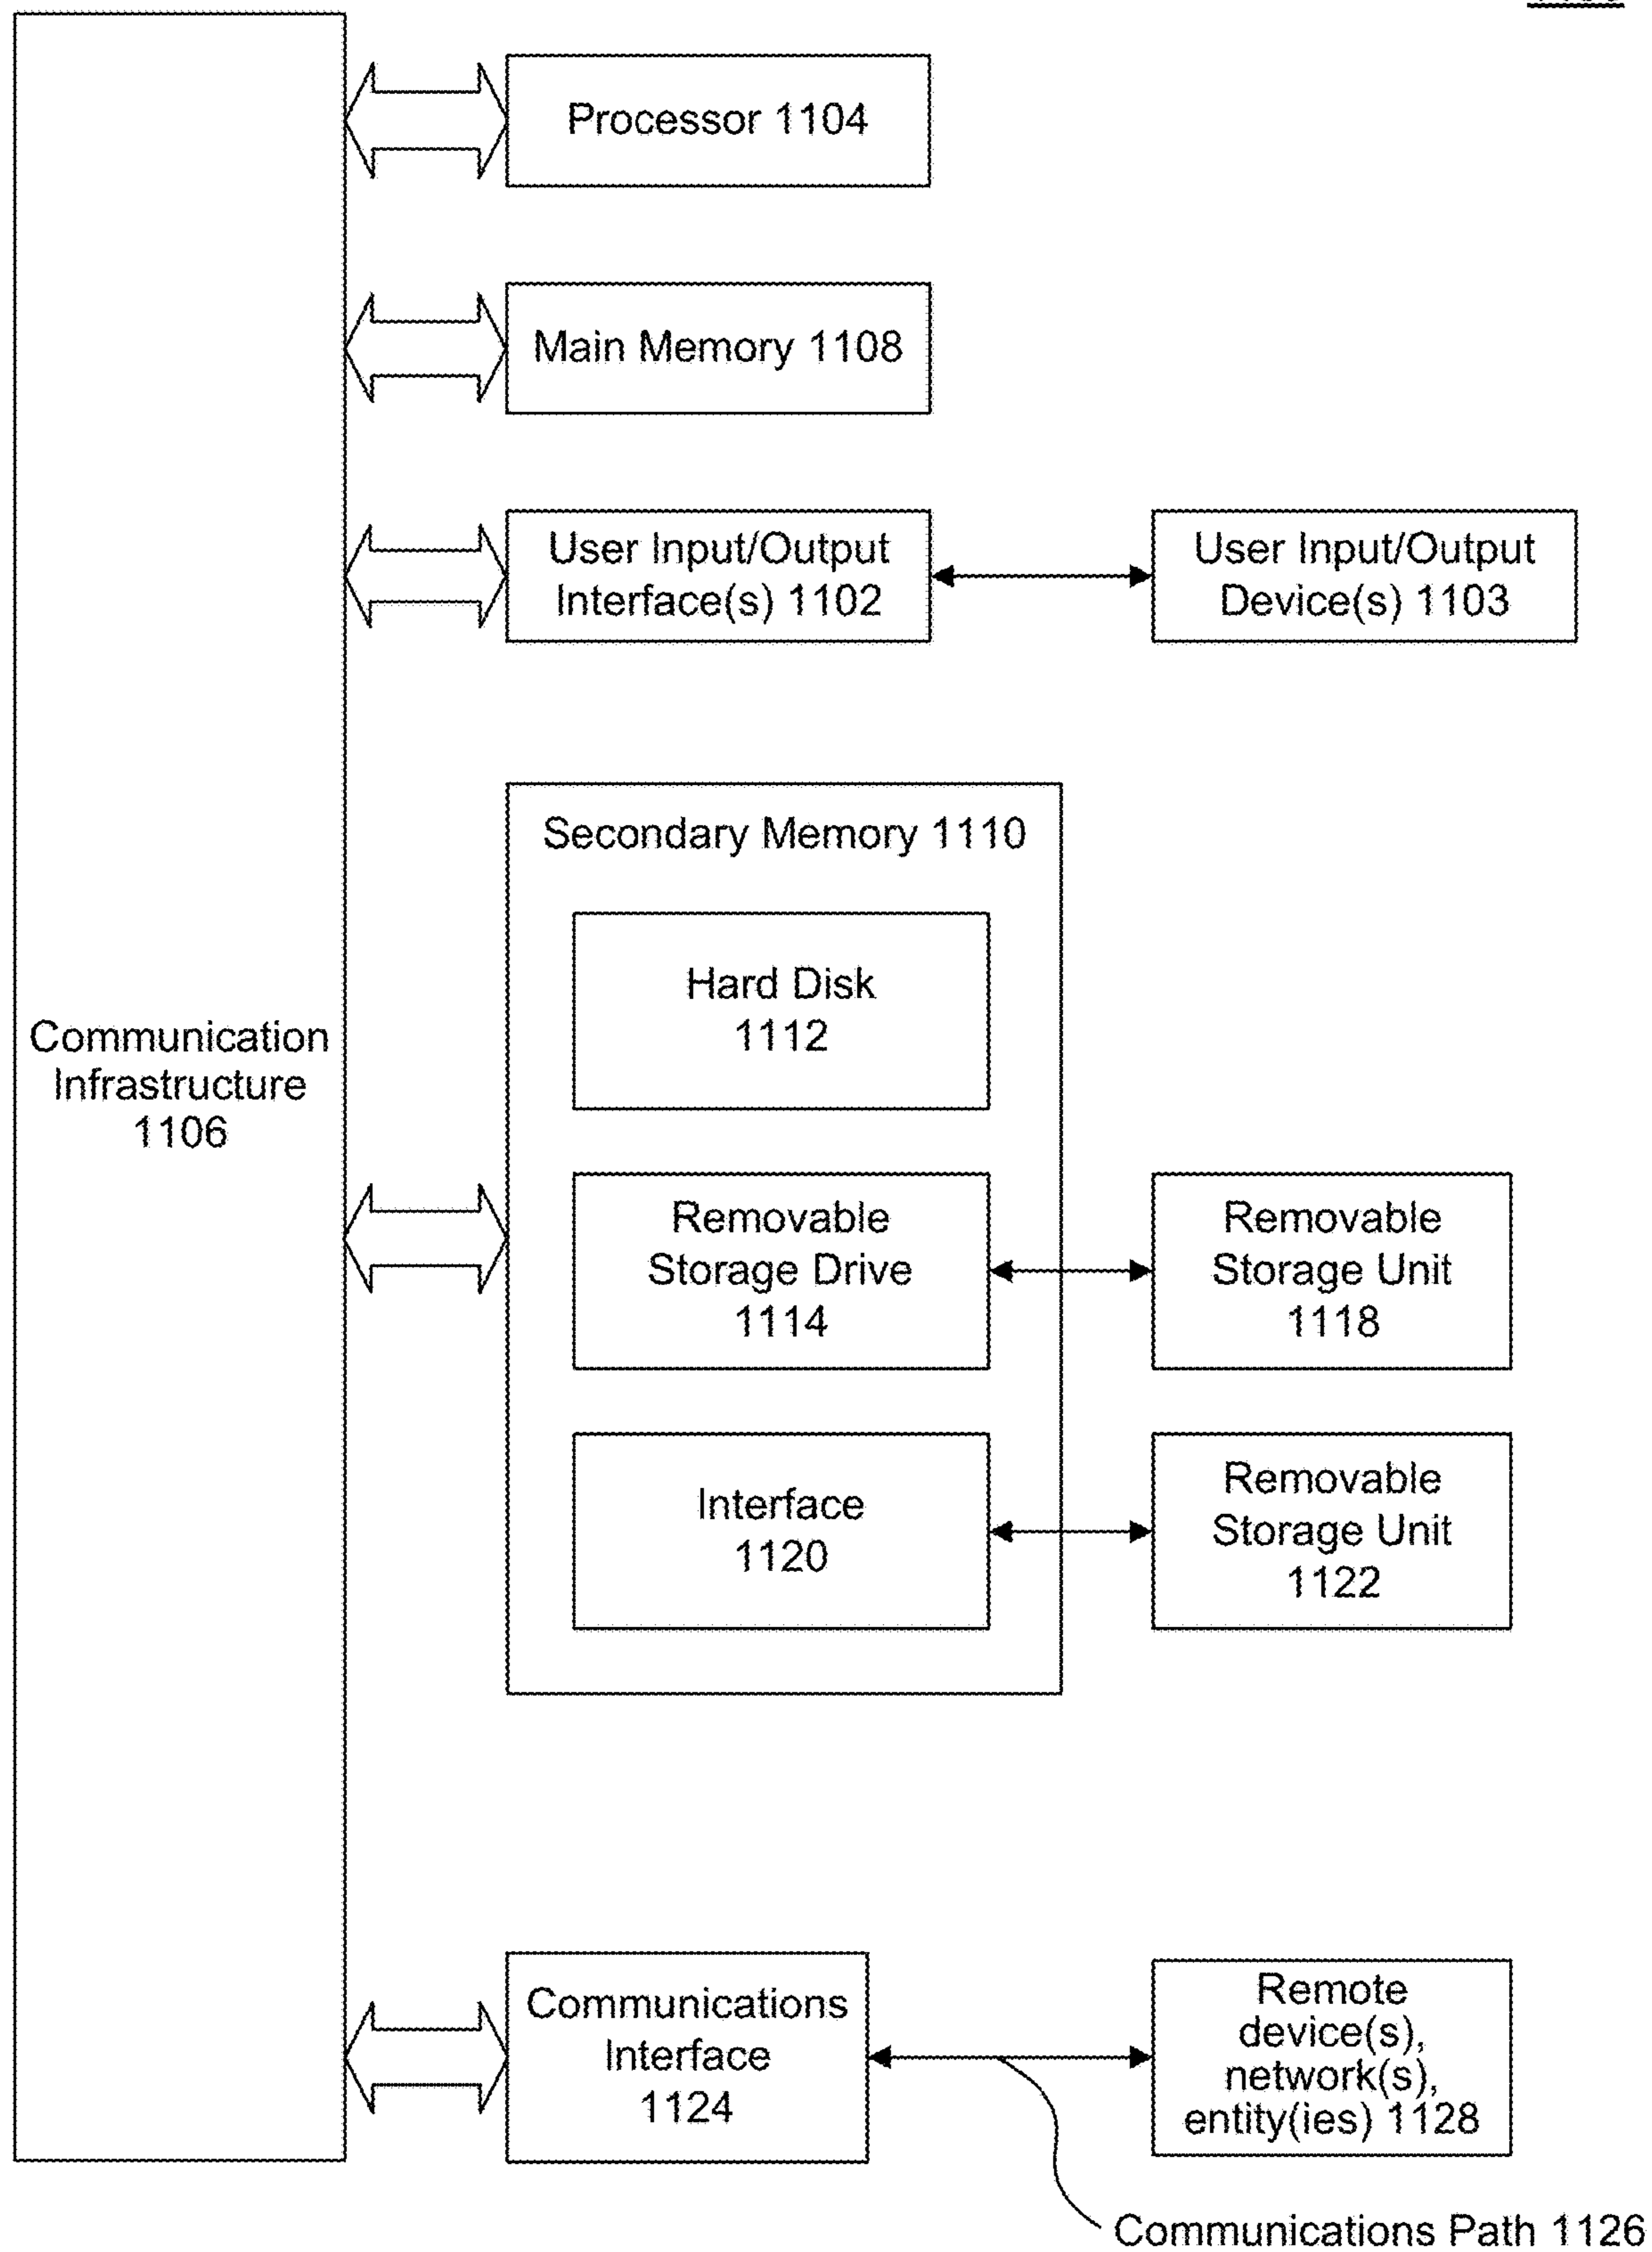 Processor 1104
Main Memory 1108
User Input/Output
Interface(s) 1102
User Input/Output
Device(s) 1103
Secondary Memory 1110
Hard Disk
1112
Communication
Infrastructure
1106
Removable
Storage Drive
1114
Removable
Storage Unit
1118
Interface
1120
Removable
Storage Unit
1122
Communications
Interface
1124
Remote
device(s),
network(s),
entity(ies) 1128
Communications Path 1126